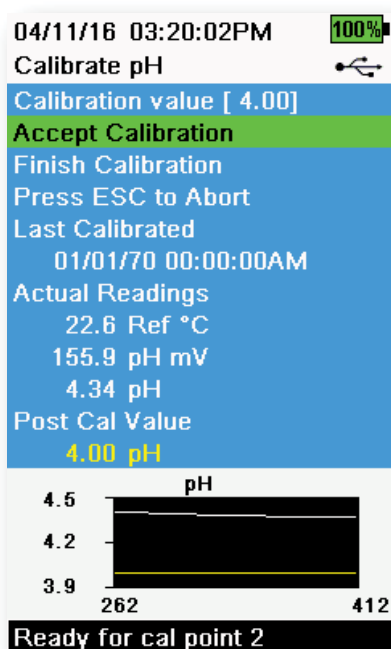 04/11/16 03:20:02PM 100%
Calibrate pH
Calibration value [ 4.00]
Accept Calibration
Finish Calibration
Press ESC to Abort
Last Calibrated
01/01/70 00:00:00AM
Actual Readings
22.6 Ref °C
155.9 pH mV
4.34 pH
Post Cal Value
4.00 pH
pH
4.5
4.2
3.9
262 412
Ready for cal point 2